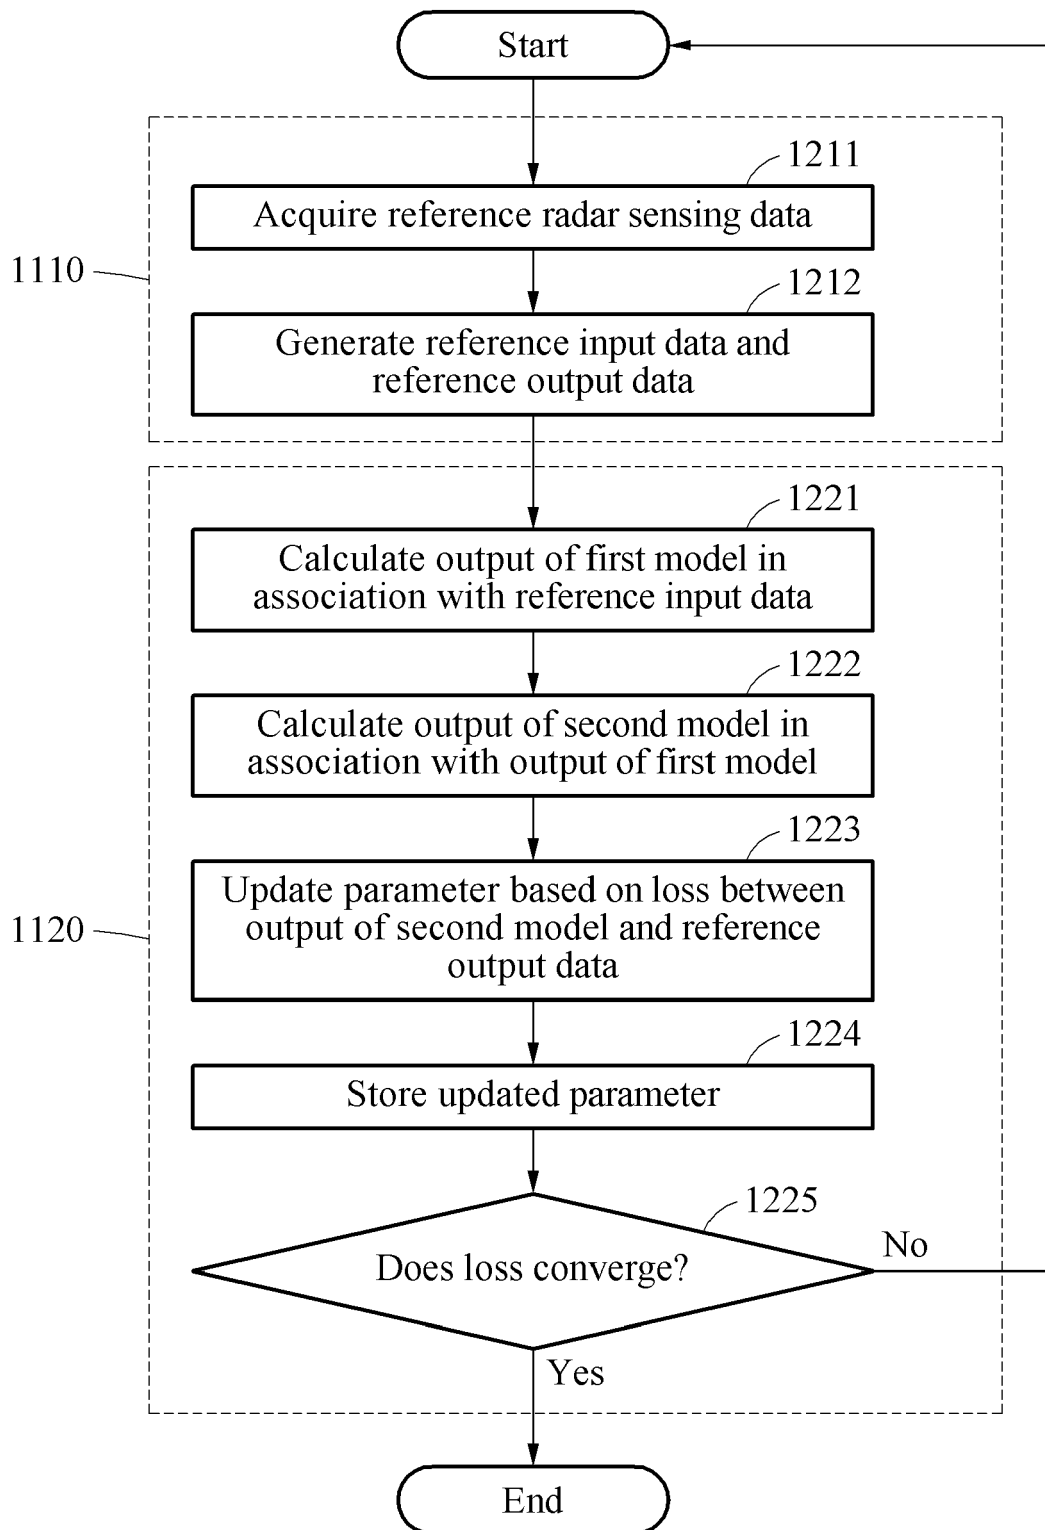 Start
1110
1211
Acquire reference radar sensing data
1212
Generate reference input data and
reference output data
1120
1221
Calculate output of first model in
association with reference input data
1222
Calculate output of second model in
association with output of first model
1223
Update parameter based on loss between
output of second model and reference
output data
1224
Store updated parameter
1225
Does loss converge?
No
Yes
End